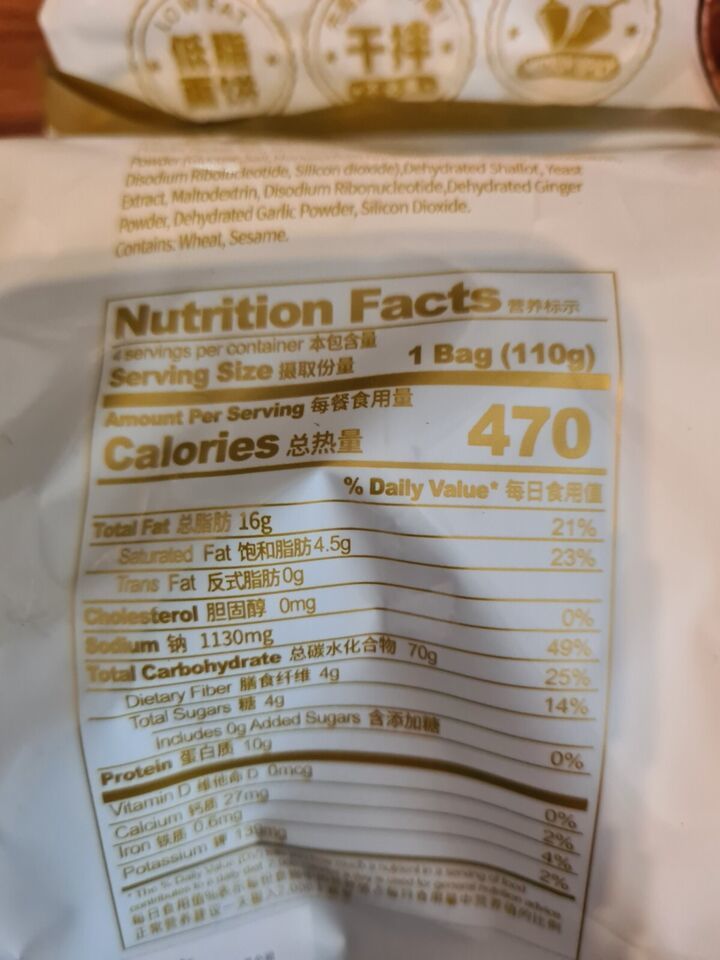 LOW FAT
低脂
干拌
Disodium Ribonucleotide, Silicon dioxide),Dehydrated Shallot, Yeast
Extract, Maltodextrin, Disodium Ribonucleotide,Dehydrated Ginger
Powder, Dehydrated Garlic Powder, Silicon Dioxide.
Contains: Wheat, Sesame.
Nutrition Facts 营养标示
4 servings per container 本包含量
Serving Size 摄取份量 1 Bag (110g)
Amount Per Serving 每餐食用量
Calories 总热量 470
% Daily Value* 每日食用值
Total Fat 总脂肪 16g 21%
Saturated Fat 饱和脂肪4.5g 23%
Trans Fat 反式脂肪0g
Cholesterol 胆固醇 0mg 0%
Sodium 钠 1130mg 49%
Total Carbohydrate 总碳水化合物 70g 25%
Dietary Fiber 膳食纤维 4g 14%
Total Sugars 糖 4g
Includes 0g Added Sugars 含添加糖 0%
Protein 蛋白质 10g
Vitamin D 维他命D 0mcg 0%
Calcium 钙质 27mg 2%
Iron 铁质 0.6mg 4%
Potassium 钾 2%
* The % Daily Value